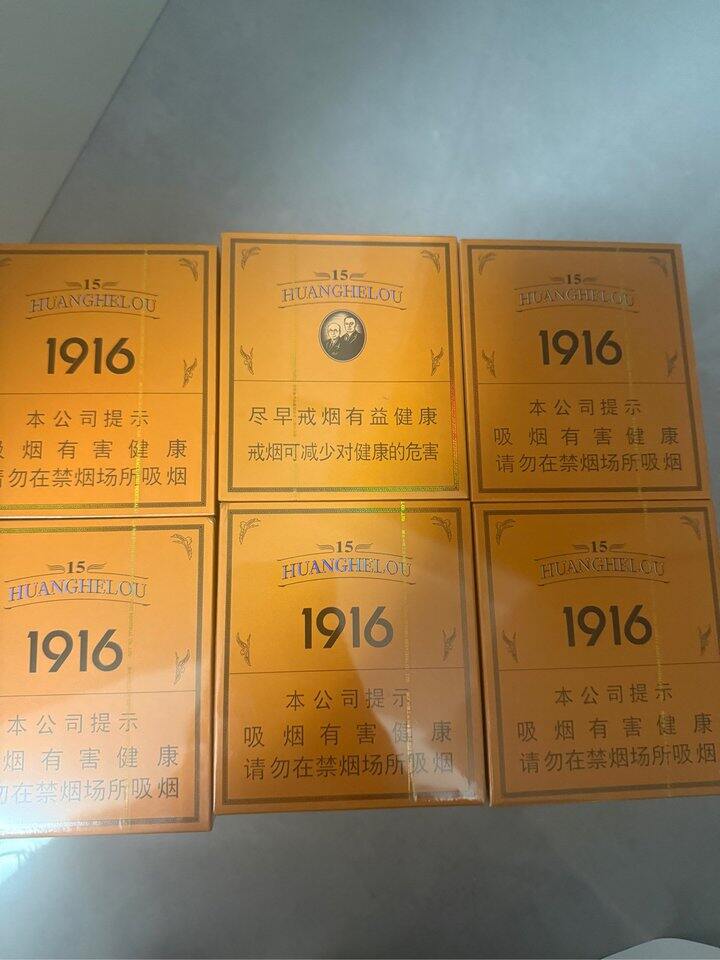 15
HUANGHELOU
1916
本公司提示
吸烟有害健康
请勿在禁烟场所吸烟
15
HUANGHELOU
尽早戒烟有益健康
戒烟可减少对健康的危害
15
HUANGHELOU
1916
本公司提示
吸烟有害健康
请勿在禁烟场所吸烟
15
HUANGHELOU
1916
本公司提示
烟有害健康
勿在禁烟场所吸烟
15
HUANGHELOU
1916
本公司提示
吸烟有害健康
请勿在禁烟场所吸烟
15
HUANGHELOU
1916
本公司提示
吸烟有害健康
请勿在禁烟场所吸烟